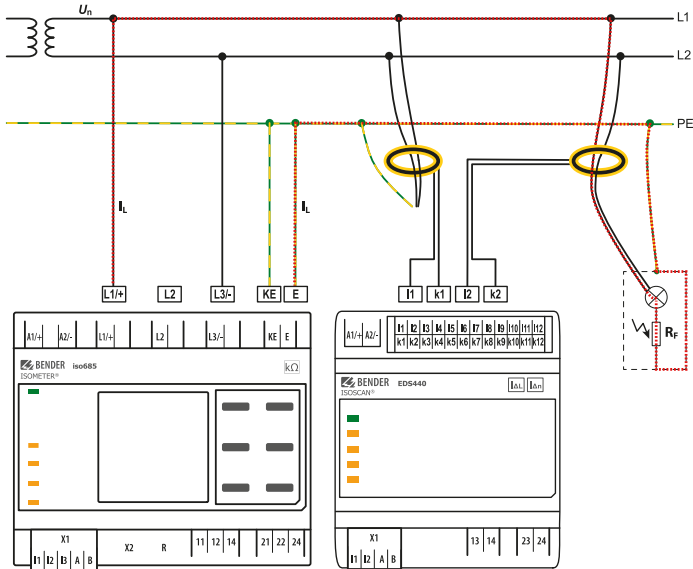 Un
L1
L2
PE
IL
IL
L1/+ L2 L3/- KE E
I1 k1 I2 k2
RF
A1/+ A2/- L1/+ L2 L3/- KE E
BENDER iso685
ISOMETER®
kΩ
X1
I1 I2 I3 A B
X2 R
11 12 14
21 22 24
A1/+ A2/-
I1 I2 I3 I4 I5 I6 I7 I8 I9 I10 I11 I12
k1 k2 k3 k4 k5 k6 k7 k8 k9 k10 k11 k12
BENDER EDS440
ISOSCAN®
IΔL IΔn
X1
I1 I2 A B
13 14
23 24